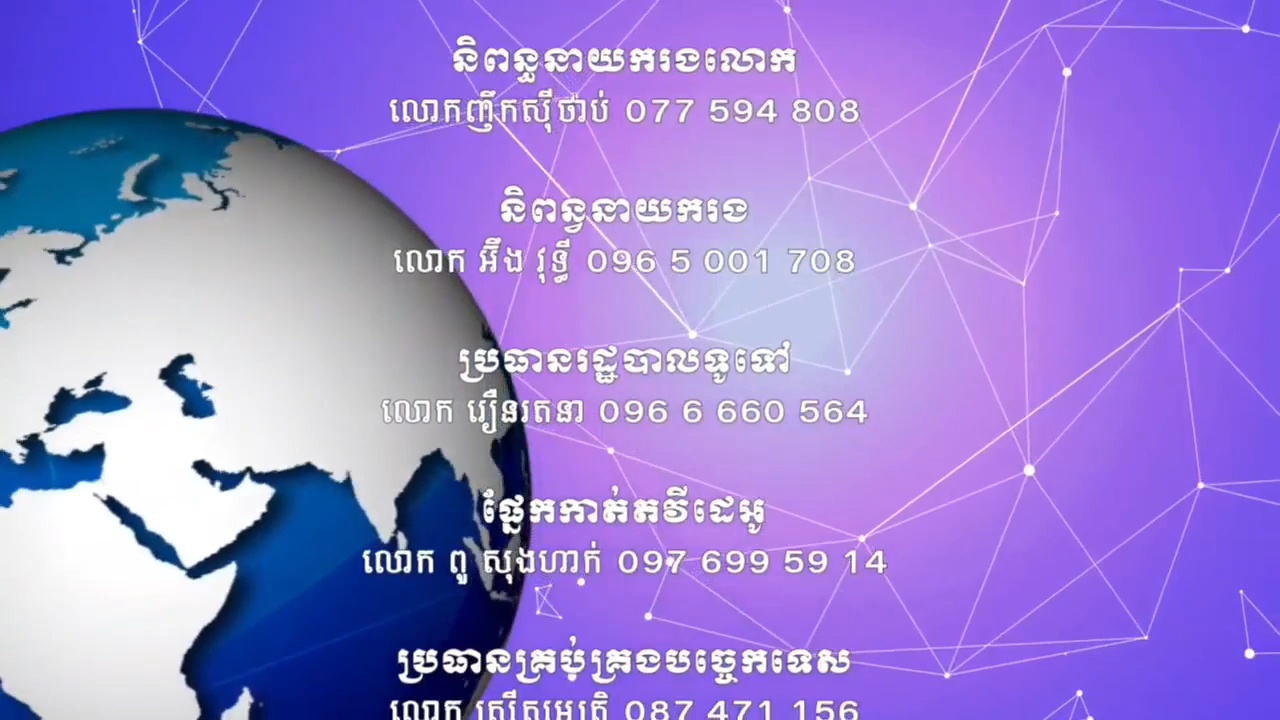 និពន្ធនាយករងលោក
លោកញឹកស៊ីថាប់ 077 594 808
និពន្ធនាយករង
លោក អ៊ឹង វុទ្ធី 096 5 001 708
ប្រធានរដ្ឋបាលទូទៅ
លោក រឿនរតនា 096 6 660 564
ផ្នែកកាត់តវីដេអូ
លោក ពូ សុងហាក់ 097 699 59 14
ប្រធានគ្រប់គ្រងបច្ចេកទេស
លោក 087 471 156